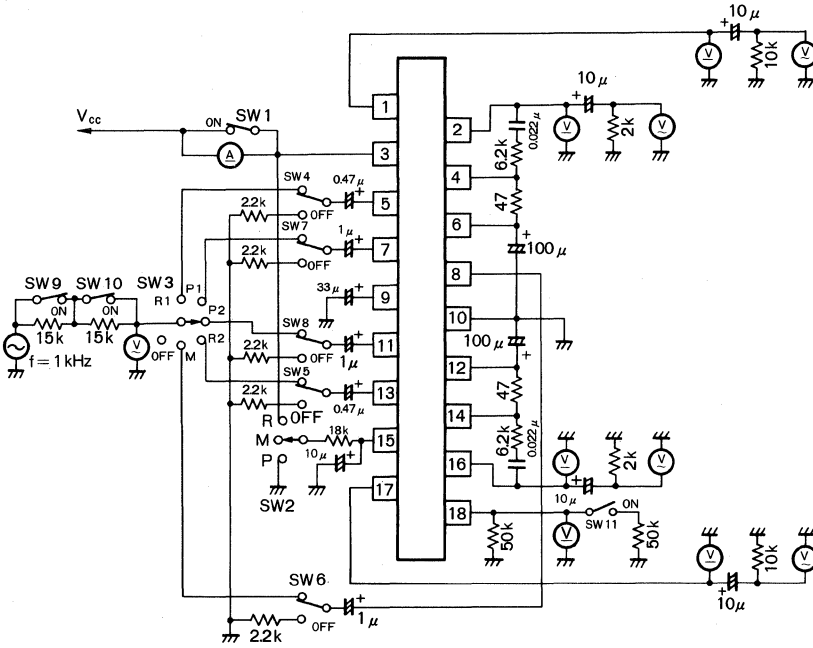 10μ
10k
V
V
10μ
2k
V
V
0.022μ
6.2k
47
100μ
Vcc
ON
SW1
A
1
2
3
4
5
6
7
8
9
10
11
12
13
14
15
16
17
18
SW4
0.47μ
2.2k
OFF
SW7
1μ
2.2k
OFF
33μ
SW9
SW10
SW3
P1
R1
P2
R2
M
OFF
ON
ON
15k
15k
V
f=1kHz
SW8
OFF
1μ
2.2k
SW5
OFF
0.47μ
2.2k
R
M
P
18k
10μ
SW2
100μ
47
6.2k
0.022μ
V
2k
V
10μ
50k
V
SW11
ON
50k
V
10k
V
10μ
SW6
OFF
1μ
2.2k